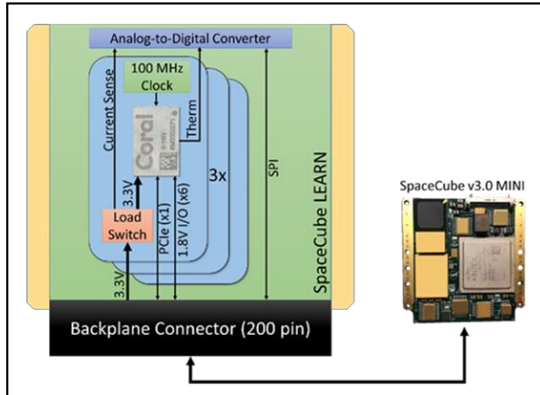 Analog-to-Digital Converter
100 MHz
Clock
Current Sense
Therm
Coral
3x
SPI
SpaceCube LEARN
3.3V
Load
Switch
PCIe (x1)
1.8V I/O (x6)
3.3V
Backplane Connector (200 pin)
SpaceCube v3.0 MINI